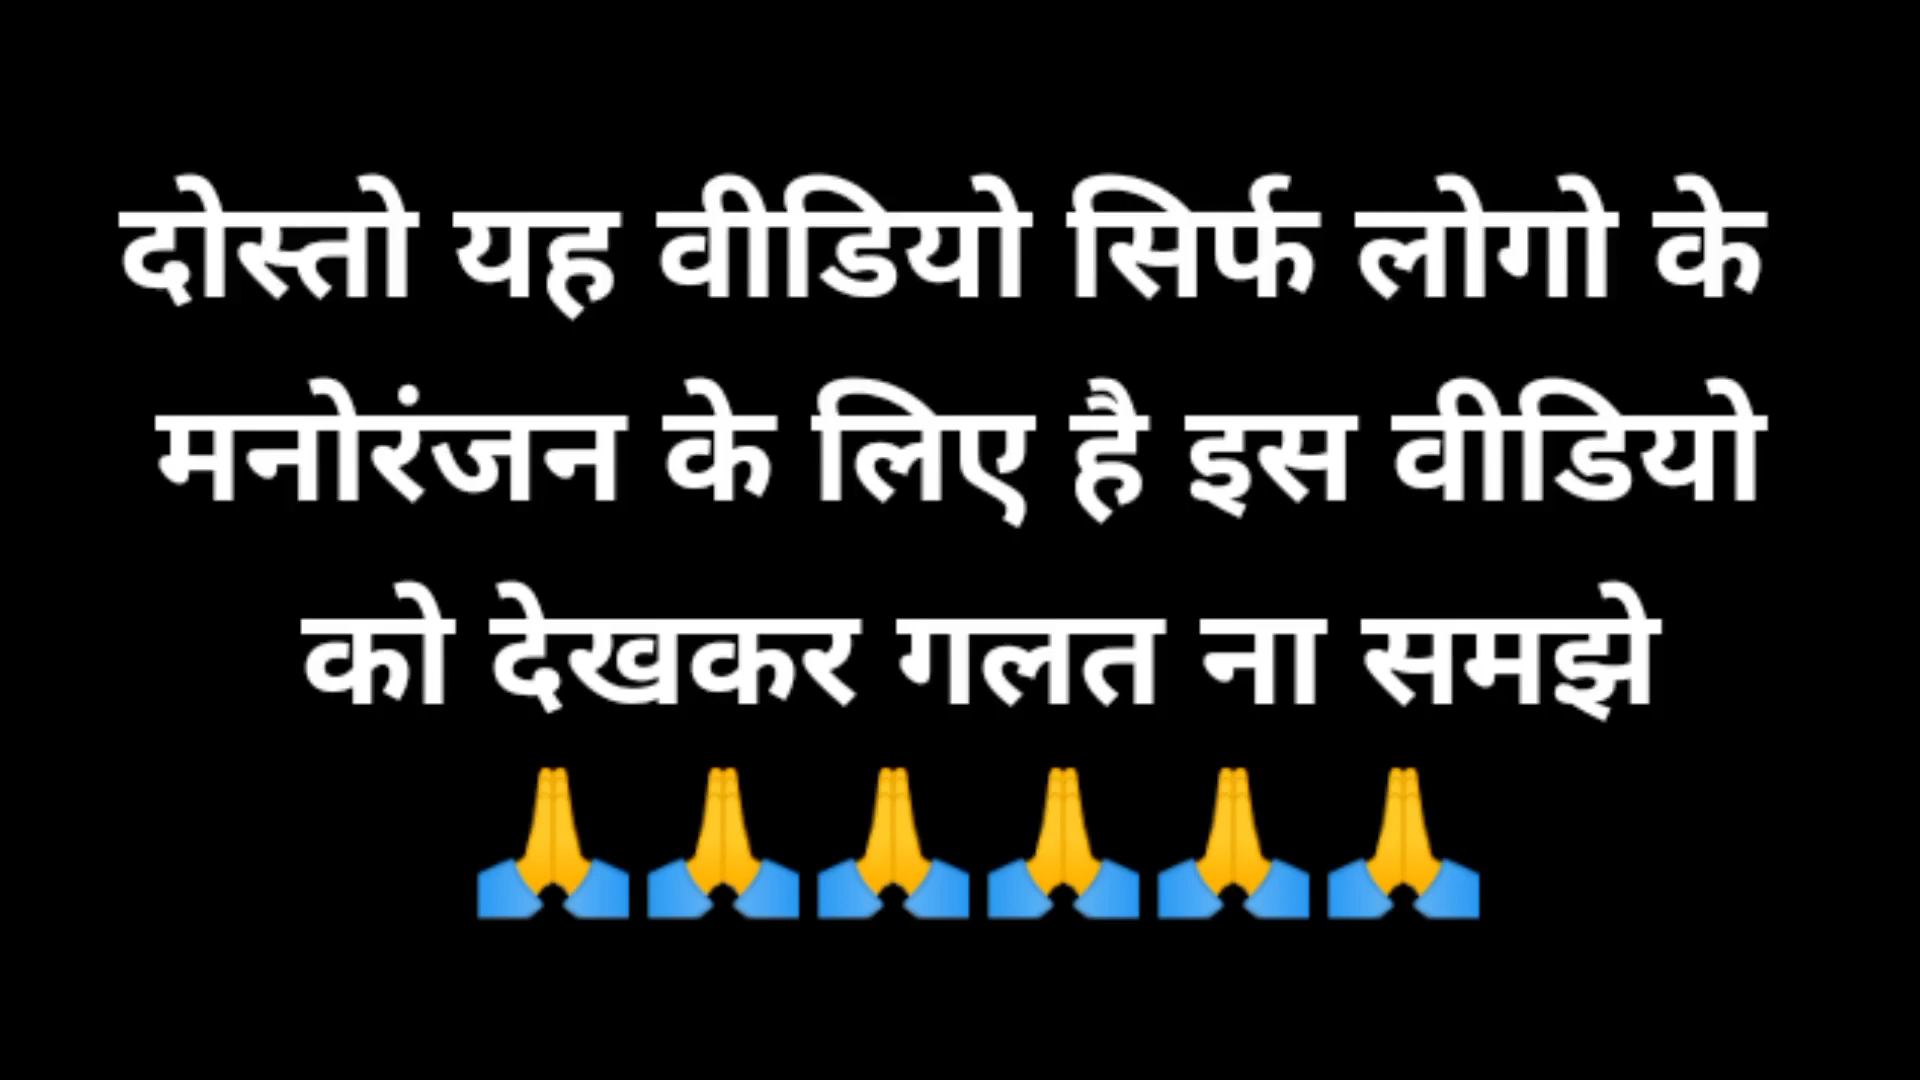 दोस्तो यह वीडियो सिर्फ लोगो के
मनोरंजन के लिए है इस वीडियो
को देखकर गलत ना समझे
🙏🙏🙏🙏🙏🙏